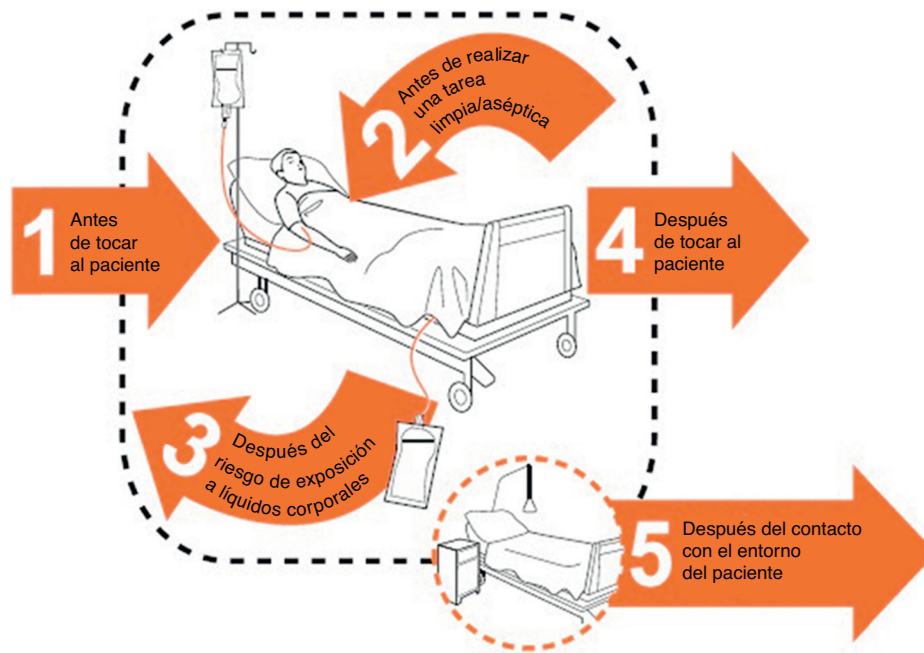 1 Antes
de tocar
al paciente
2 Antes de realizar
una tarea
limpia/aséptica
3 Después del
riesgo de exposición
a líquidos corporales
4 Después
de tocar al
paciente
5 Después del contacto
con el entorno
del paciente